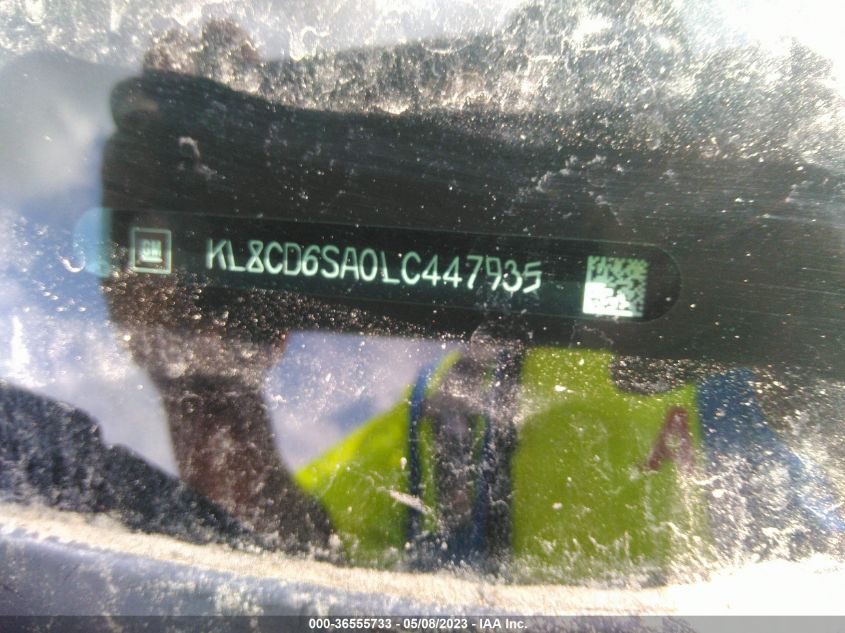 GM KL8CD6SA0LC447935
A
000-36555733 - 05/08/2023 - IAA Inc.